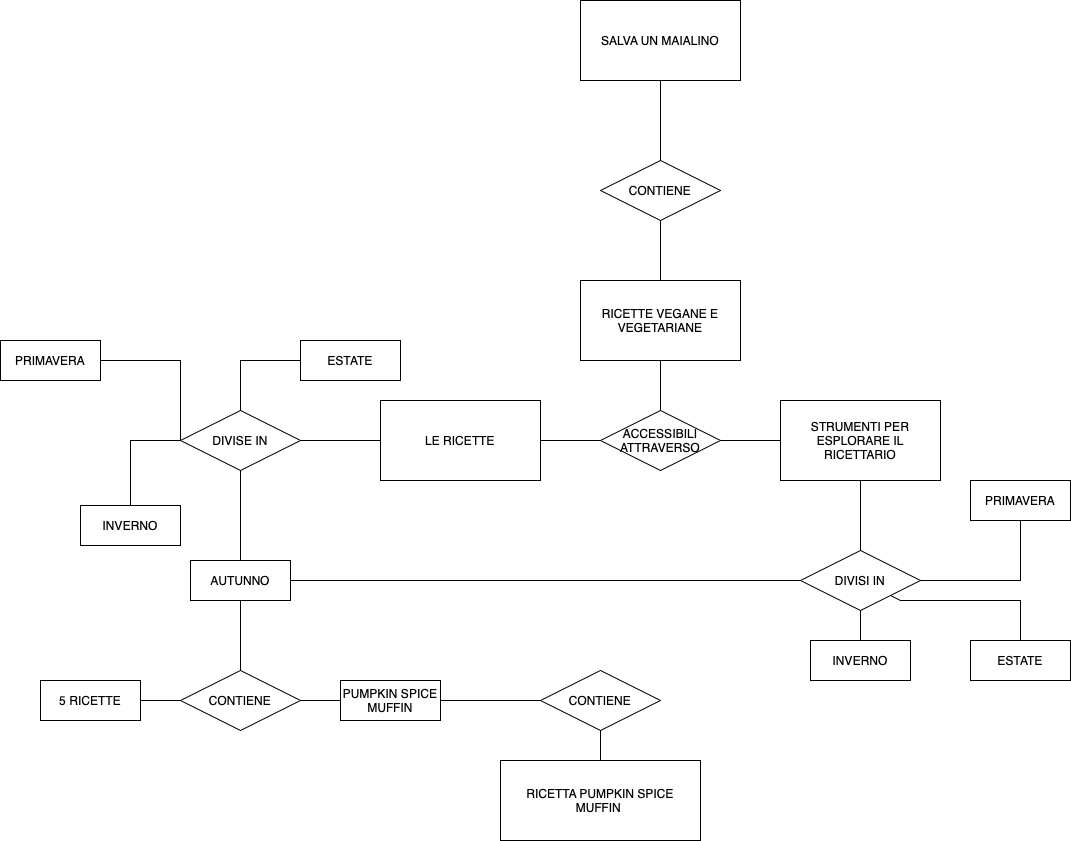 SALVA UN MAIALINO
CONTIENE
RICETTE VEGANE E
VEGETARIANE
PRIMAVERA
ESTATE
DIVISE IN
LE RICETTE
ACCESSIBILI
ATTRAVERSO
STRUMENTI PER
ESPLORARE IL
RICETTARIO
PRIMAVERA
INVERNO
AUTUNNO
DIVISI IN
INVERNO
ESTATE
5 RICETTE
CONTIENE
PUMPKIN SPICE
MUFFIN
CONTIENE
RICETTA PUMPKIN SPICE
MUFFIN